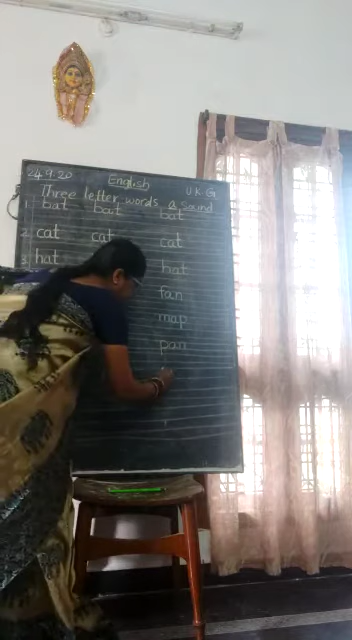 24.9.20 English U K G
Three letter words a sound
1. bat bat bat
2. cat cat cat
3. hat hat
fan
map
pan